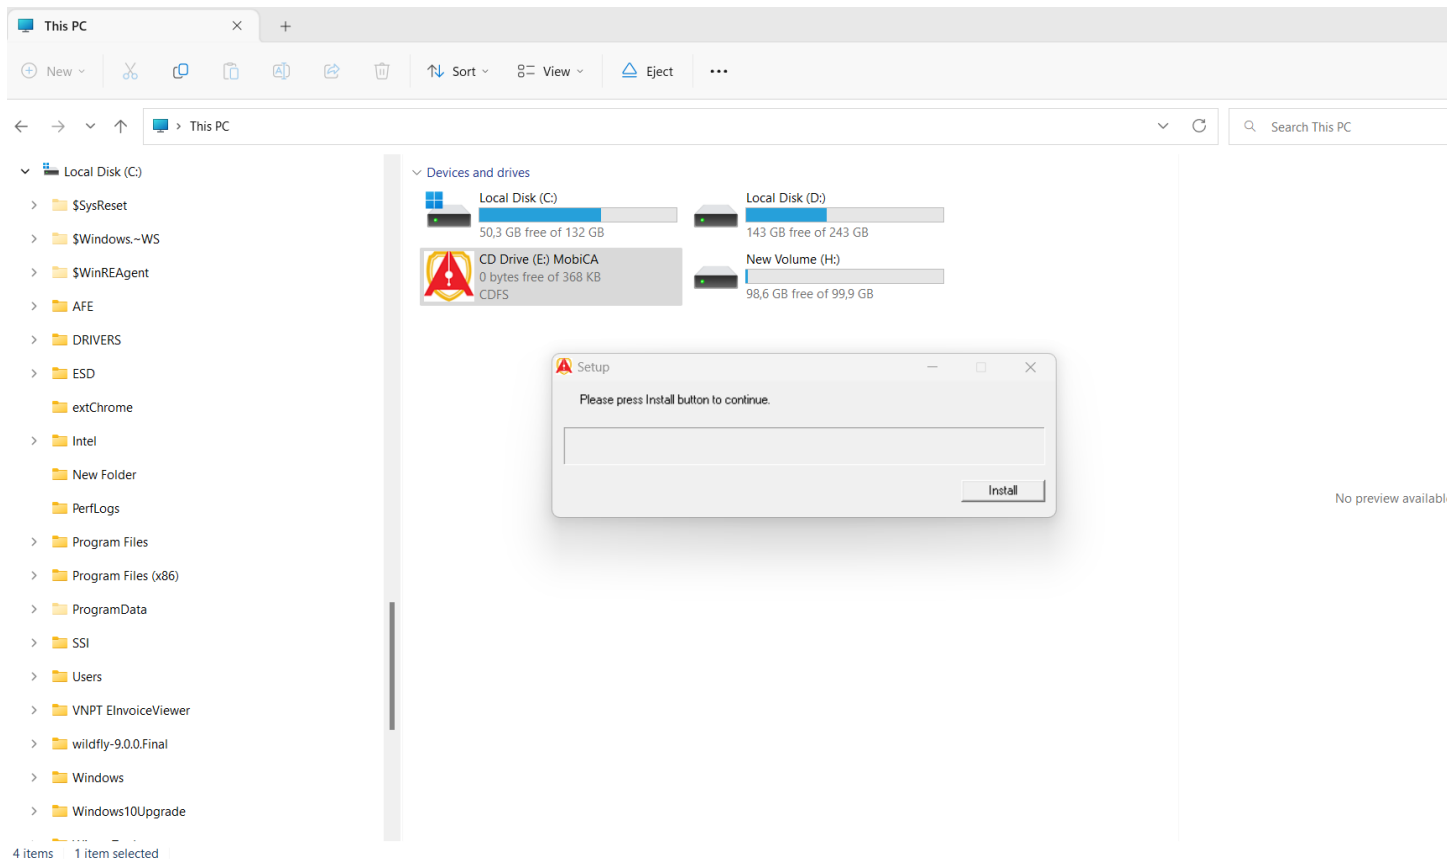 This PC
New
Sort
View
Eject
This PC
Search This PC
Local Disk (C:)
$SysReset
$Windows.~WS
$WinREAgent
AFE
DRIVERS
ESD
extChrome
Intel
New Folder
PerfLogs
Program Files
Program Files (x86)
ProgramData
SSI
Users
VNPT EInvoiceViewer
wildfly-9.0.0.Final
Windows
Windows10Upgrade
Devices and drives
Local Disk (C:)
50,3 GB free of 132 GB
Local Disk (D:)
143 GB free of 243 GB
CD Drive (E:) MobiCA
0 bytes free of 368 KB
CDFS
New Volume (H:)
98,6 GB free of 99,9 GB
Setup
Please press Install button to continue.
Install
No preview available
4 items
1 item selected